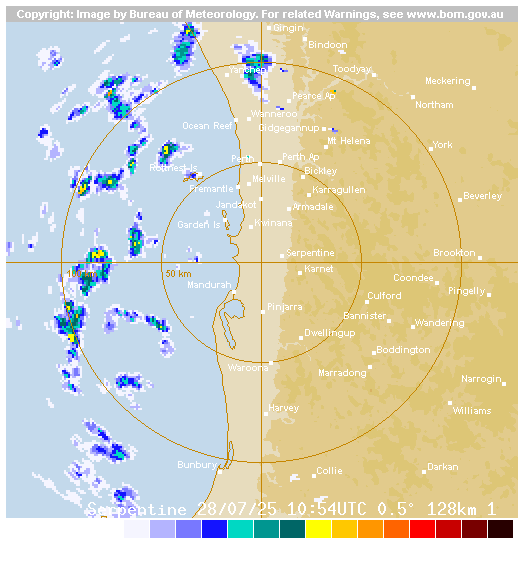 Copyright: Image by Bureau of Meteorology. For related Warnings, see www.bom.gov.au
Gingin
Bindoon
Yanchep
Toodyay
Meckering
Pearce Ap
Northam
Wanneroo
Ocean Reef
Gidgegannup
Mt Helena
York
Perth
Perth Ap
Rottnest Is
Bickley
Melville
Fremantle
Karragullen
Beverley
Jandakot
Armadale
Garden Is
Kwinana
Serpentine
Brookton
100 km
50 km
Karnet
Coondee
Mandurah
Pingelly
Culford
Pinjarra
Bannister
Wandering
Dwellingup
Boddington
Waroona
Marradong
Narrogin
Harvey
Williams
Bunbury
Collie
Darkan
Serpentine 28/07/25 10:54UTC 0.5° 128km 1